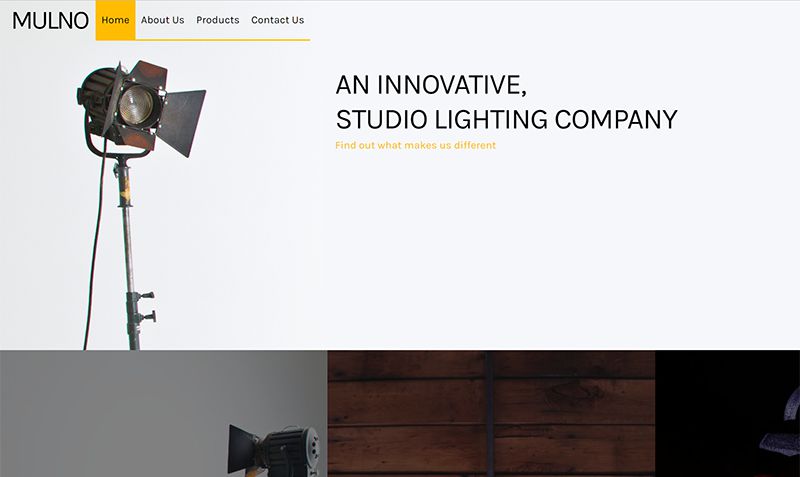 MULNO
Home About Us Products Contact Us
AN INNOVATIVE,
STUDIO LIGHTING COMPANY
Find out what makes us different